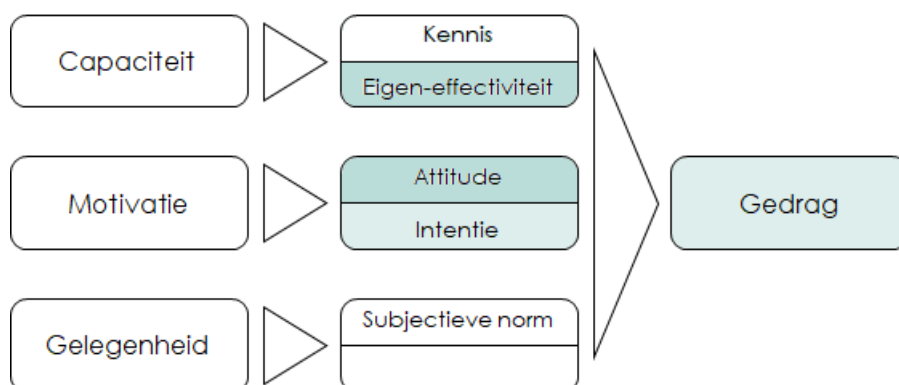 Capaciteit
Kennis
Eigen-effectiviteit
Motivatie
Attitude
Intentie
Gedrag
Gelegenheid
Subjectieve norm